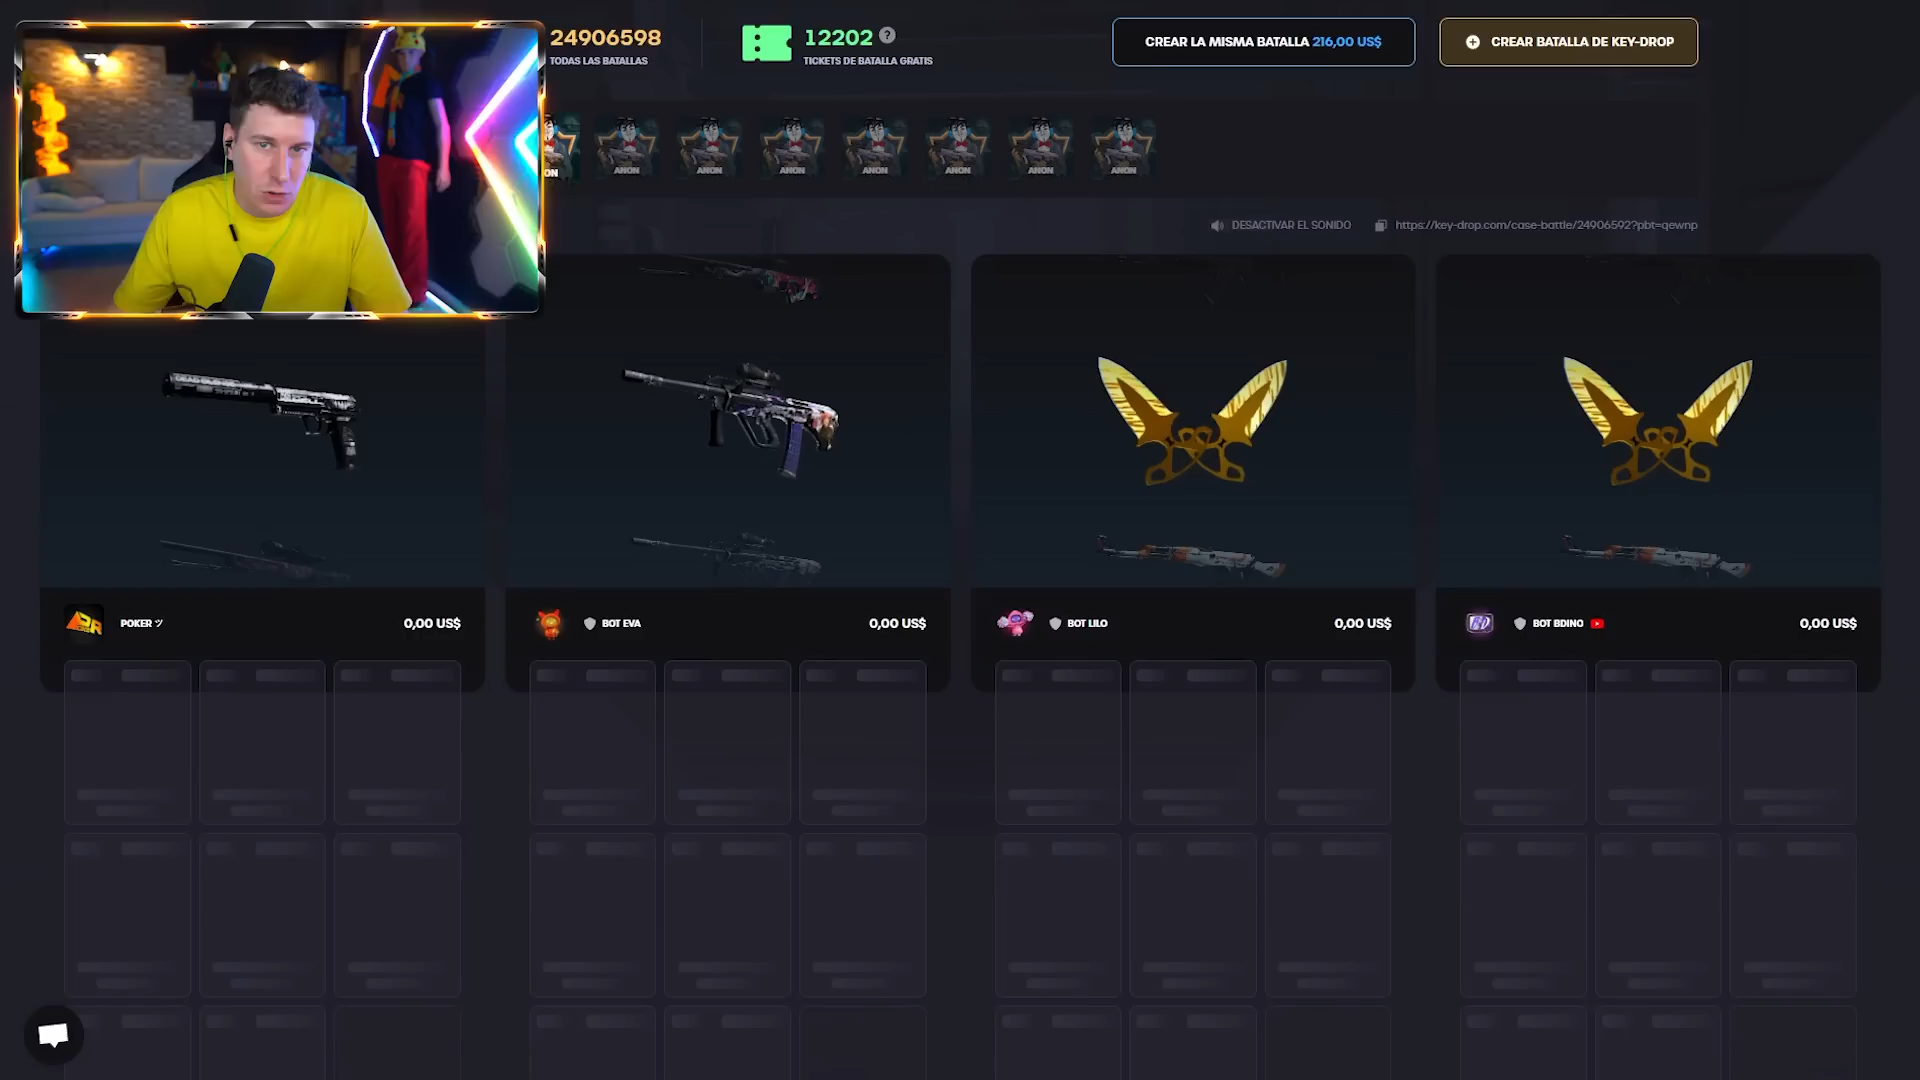 24906598
TODAS LAS BATALLAS
12202 ?
TICKETS DE BATALLA GRATIS
CREAR LA MISMA BATALLA 216,00 US$
CREAR BATALLA DE KEY-DROP
ON
ANON
ANON
ANON
ANON
ANON
ANON
ANON
DESACTIVAR EL SONIDO
https://key-drop.com/case-battle/24906592?pbt=qewnp
POKER ツ
0,00 US$
BOT EVA
0,00 US$
BOT LILO
0,00 US$
BOT BDINO
0,00 US$